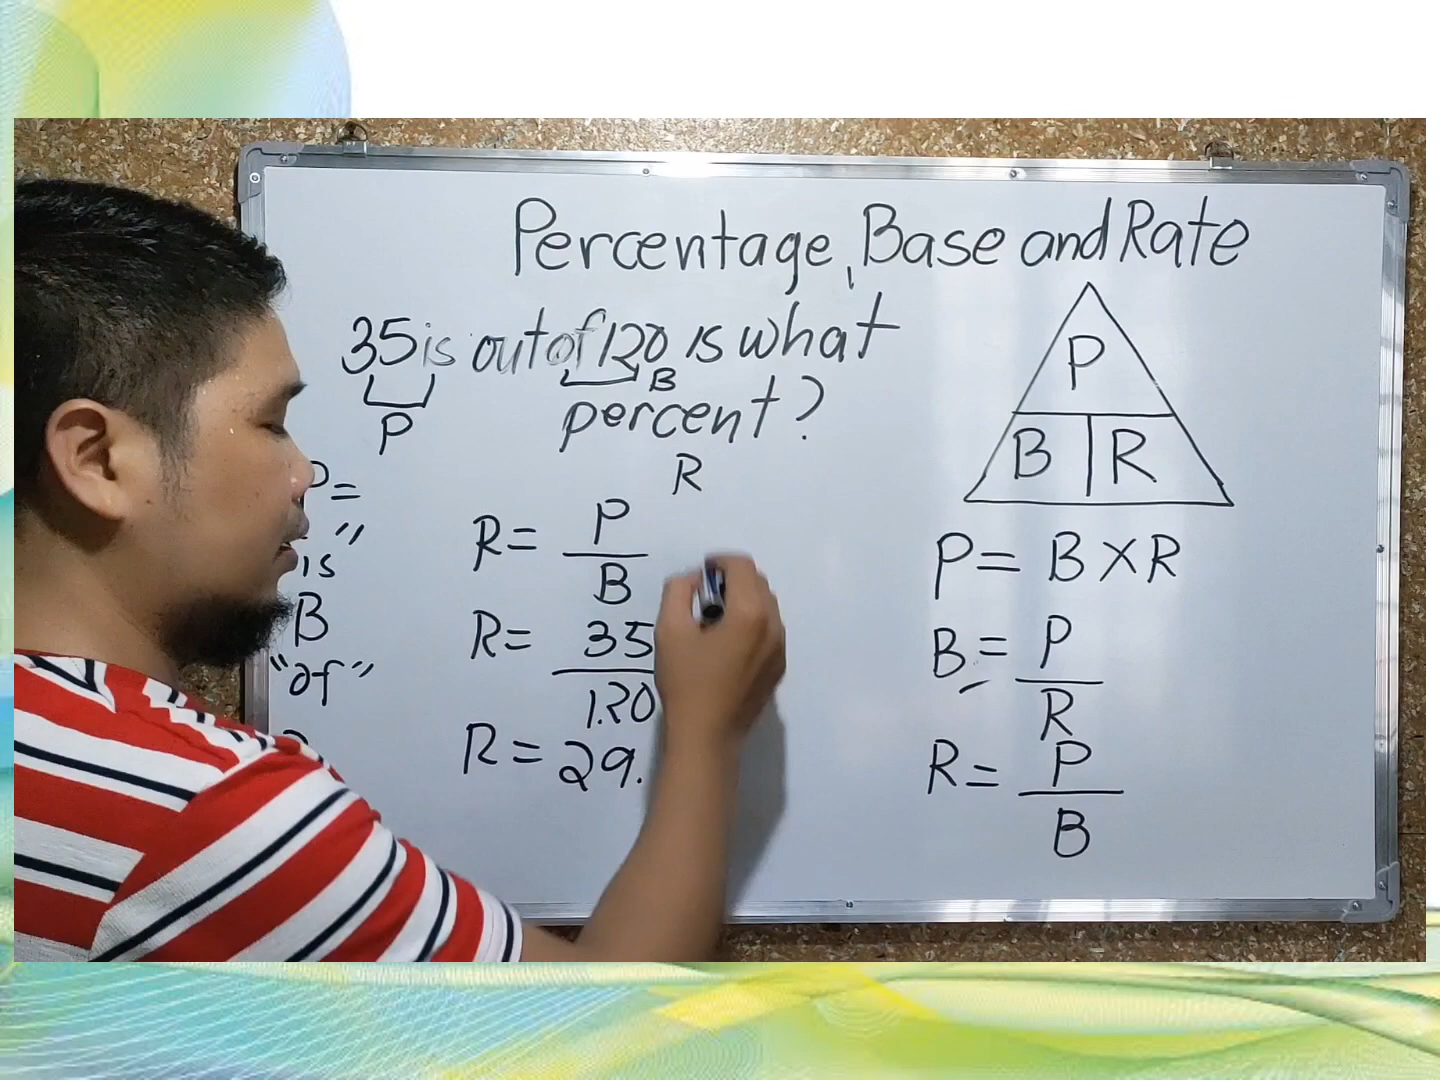 Percentage, Base and Rate
35 is out of 120 is what
P
B
percent?
R
P=
"is"
B
"of"
R= P
B
R= 35
120
R= 29.
P
B R
P= B×R
B= P
R
R= P
B